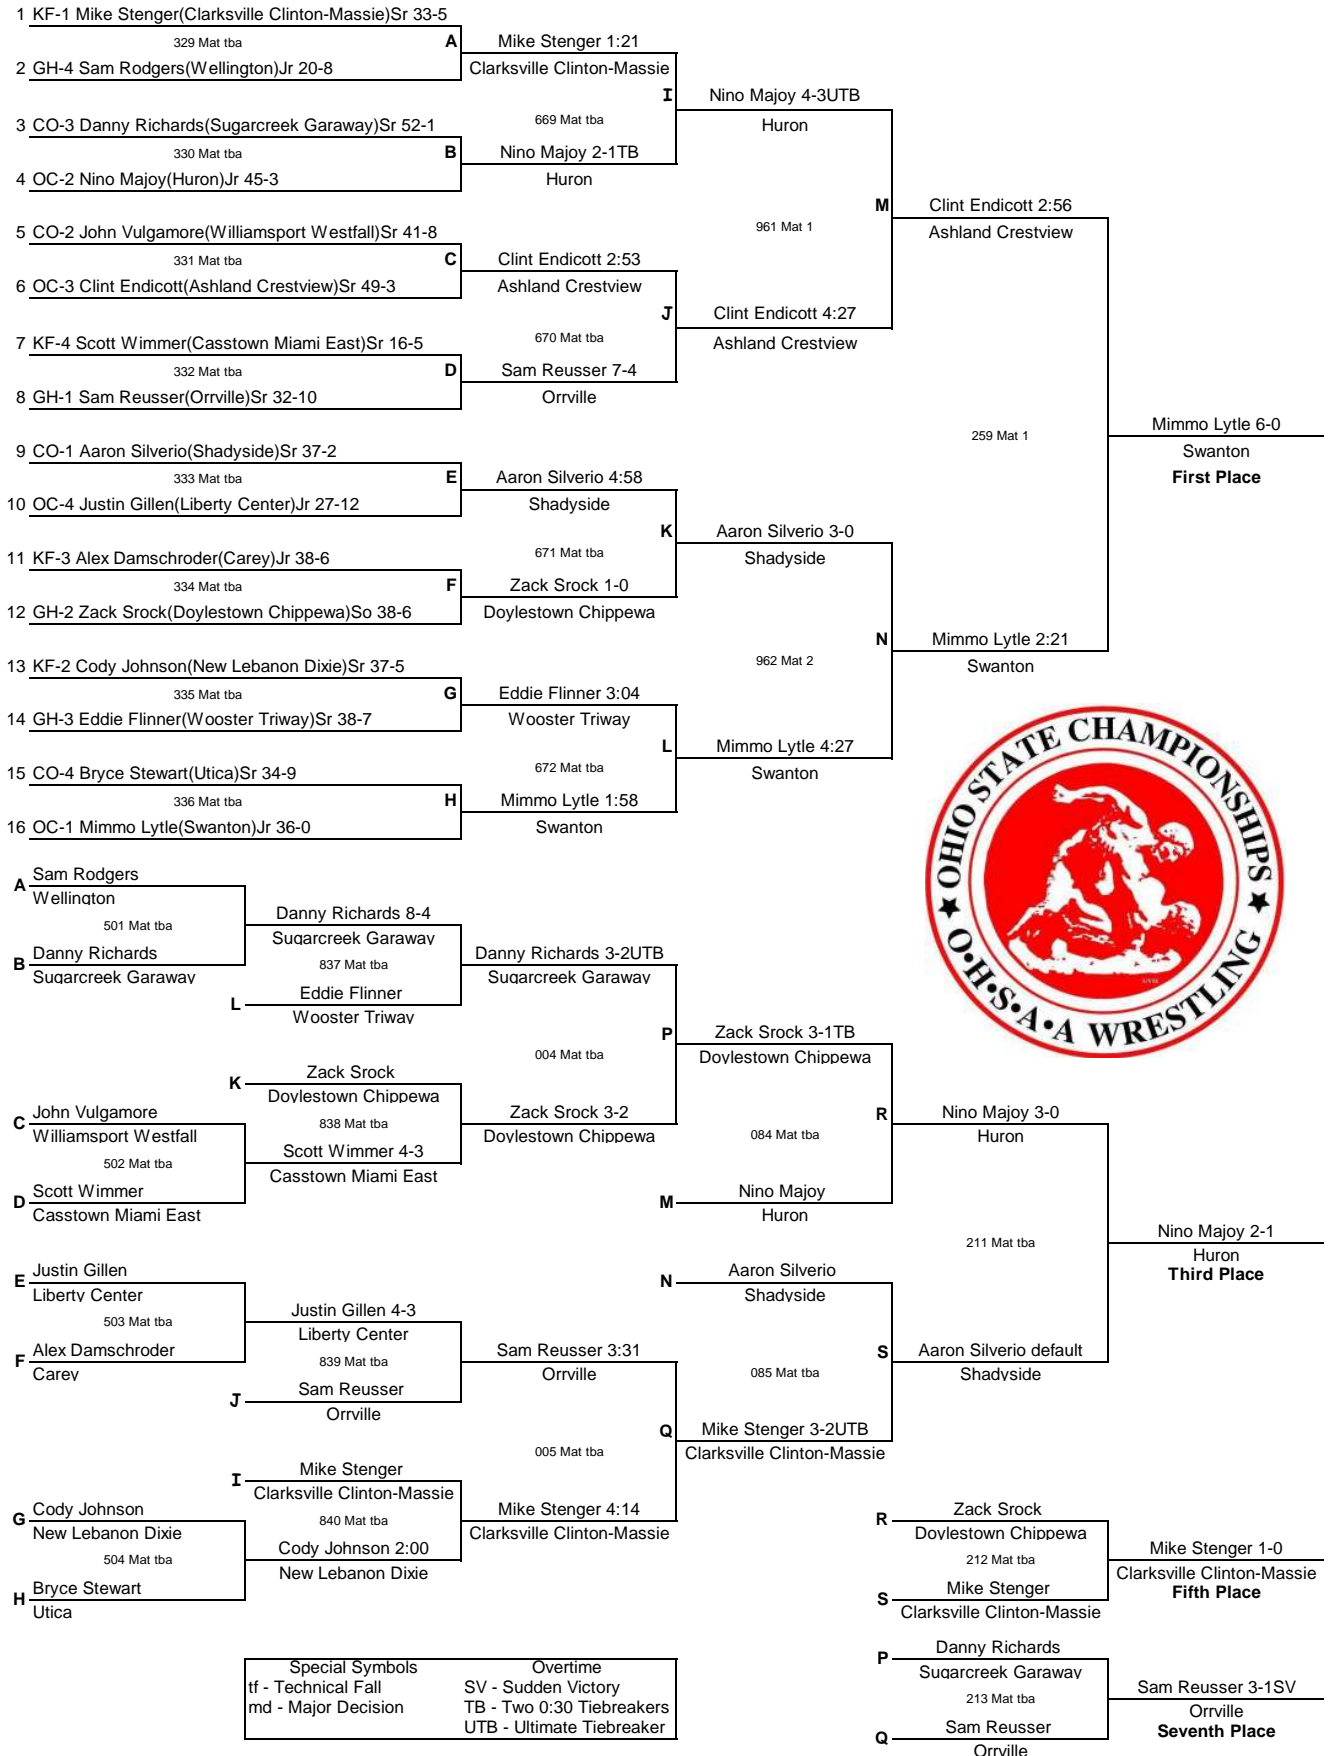 1 KF-1 Mike Stenger(Clarksville Clinton-Massie)Sr 33-5
329 Mat tba
A
2 GH-4 Sam Rodgers(Wellington)Jr 20-8
Mike Stenger 1:21
Clarksville Clinton-Massie
3 CO-3 Danny Richards(Sugarcreek Garaway)Sr 52-1
330 Mat tba
B
4 OC-2 Nino Majoy(Huron)Jr 45-3
Nino Majoy 2-1TB
Huron
I
669 Mat tba
Nino Majoy 4-3UTB
Huron
5 CO-2 John Vulgamore(Williamsport Westfall)Sr 41-8
331 Mat tba
C
6 OC-3 Clint Endicott(Ashland Crestview)Sr 49-3
Clint Endicott 2:53
Ashland Crestview
7 KF-4 Scott Wimmer(Casstown Miami East)Sr 16-5
332 Mat tba
D
8 GH-1 Sam Reusser(Orrville)Sr 32-10
Sam Reusser 7-4
Orrville
J
670 Mat tba
Clint Endicott 4:27
Ashland Crestview
M
961 Mat 1
Clint Endicott 2:56
Ashland Crestview
9 CO-1 Aaron Silverio(Shadyside)Sr 37-2
333 Mat tba
E
10 OC-4 Justin Gillen(Liberty Center)Jr 27-12
Aaron Silverio 4:58
Shadyside
11 KF-3 Alex Damschroder(Carey)Jr 38-6
334 Mat tba
F
12 GH-2 Zack Srock(Doylestown Chippewa)So 38-6
Zack Srock 1-0
Doylestown Chippewa
K
671 Mat tba
Aaron Silverio 3-0
Shadyside
13 KF-2 Cody Johnson(New Lebanon Dixie)Sr 37-5
335 Mat tba
G
14 GH-3 Eddie Flinner(Wooster Triway)Sr 38-7
Eddie Flinner 3:04
Wooster Triway
15 CO-4 Bryce Stewart(Utica)Sr 34-9
336 Mat tba
H
16 OC-1 Mimmo Lytle(Swanton)Jr 36-0
Mimmo Lytle 1:58
Swanton
L
672 Mat tba
Mimmo Lytle 4:27
Swanton
N
962 Mat 2
Mimmo Lytle 2:21
Swanton
259 Mat 1
Mimmo Lytle 6-0
Swanton
First Place
OHIO STATE CHAMPIONSHIPS
O•H•S•A•A WRESTLING
A Sam Rodgers
Wellington
501 Mat tba
B Danny Richards
Sugarcreek Garaway
Danny Richards 8-4
Sugarcreek Garaway
837 Mat tba
L Eddie Flinner
Wooster Triway
Danny Richards 3-2UTB
Sugarcreek Garaway
K Zack Srock
Doylestown Chippewa
838 Mat tba
C John Vulgamore
Williamsport Westfall
502 Mat tba
D Scott Wimmer
Casstown Miami East
Scott Wimmer 4-3
Casstown Miami East
Zack Srock 3-2
Doylestown Chippewa
P
004 Mat tba
Zack Srock 3-1TB
Doylestown Chippewa
084 Mat tba
M Nino Majoy
Huron
R
Nino Majoy 3-0
Huron
E Justin Gillen
Liberty Center
503 Mat tba
F Alex Damschroder
Carey
Justin Gillen 4-3
Liberty Center
839 Mat tba
J Sam Reusser
Orrville
Sam Reusser 3:31
Orrville
I Mike Stenger
Clarksville Clinton-Massie
840 Mat tba
G Cody Johnson
New Lebanon Dixie
504 Mat tba
H Bryce Stewart
Utica
Cody Johnson 2:00
New Lebanon Dixie
Mike Stenger 4:14
Clarksville Clinton-Massie
Q
005 Mat tba
N Aaron Silverio
Shadyside
085 Mat tba
Mike Stenger 3-2UTB
Clarksville Clinton-Massie
S
Aaron Silverio default
Shadyside
211 Mat tba
Nino Majoy 2-1
Huron
Third Place
R Zack Srock
Doylestown Chippewa
212 Mat tba
S Mike Stenger
Clarksville Clinton-Massie
Mike Stenger 1-0
Clarksville Clinton-Massie
Fifth Place
P Danny Richards
Sugarcreek Garaway
213 Mat tba
Q Sam Reusser
Orrville
Sam Reusser 3-1SV
Orrville
Seventh Place
Special Symbols Overtime
tf - Technical Fall SV - Sudden Victory
md - Major Decision TB - Two 0:30 Tiebreakers
UTB - Ultimate Tiebreaker